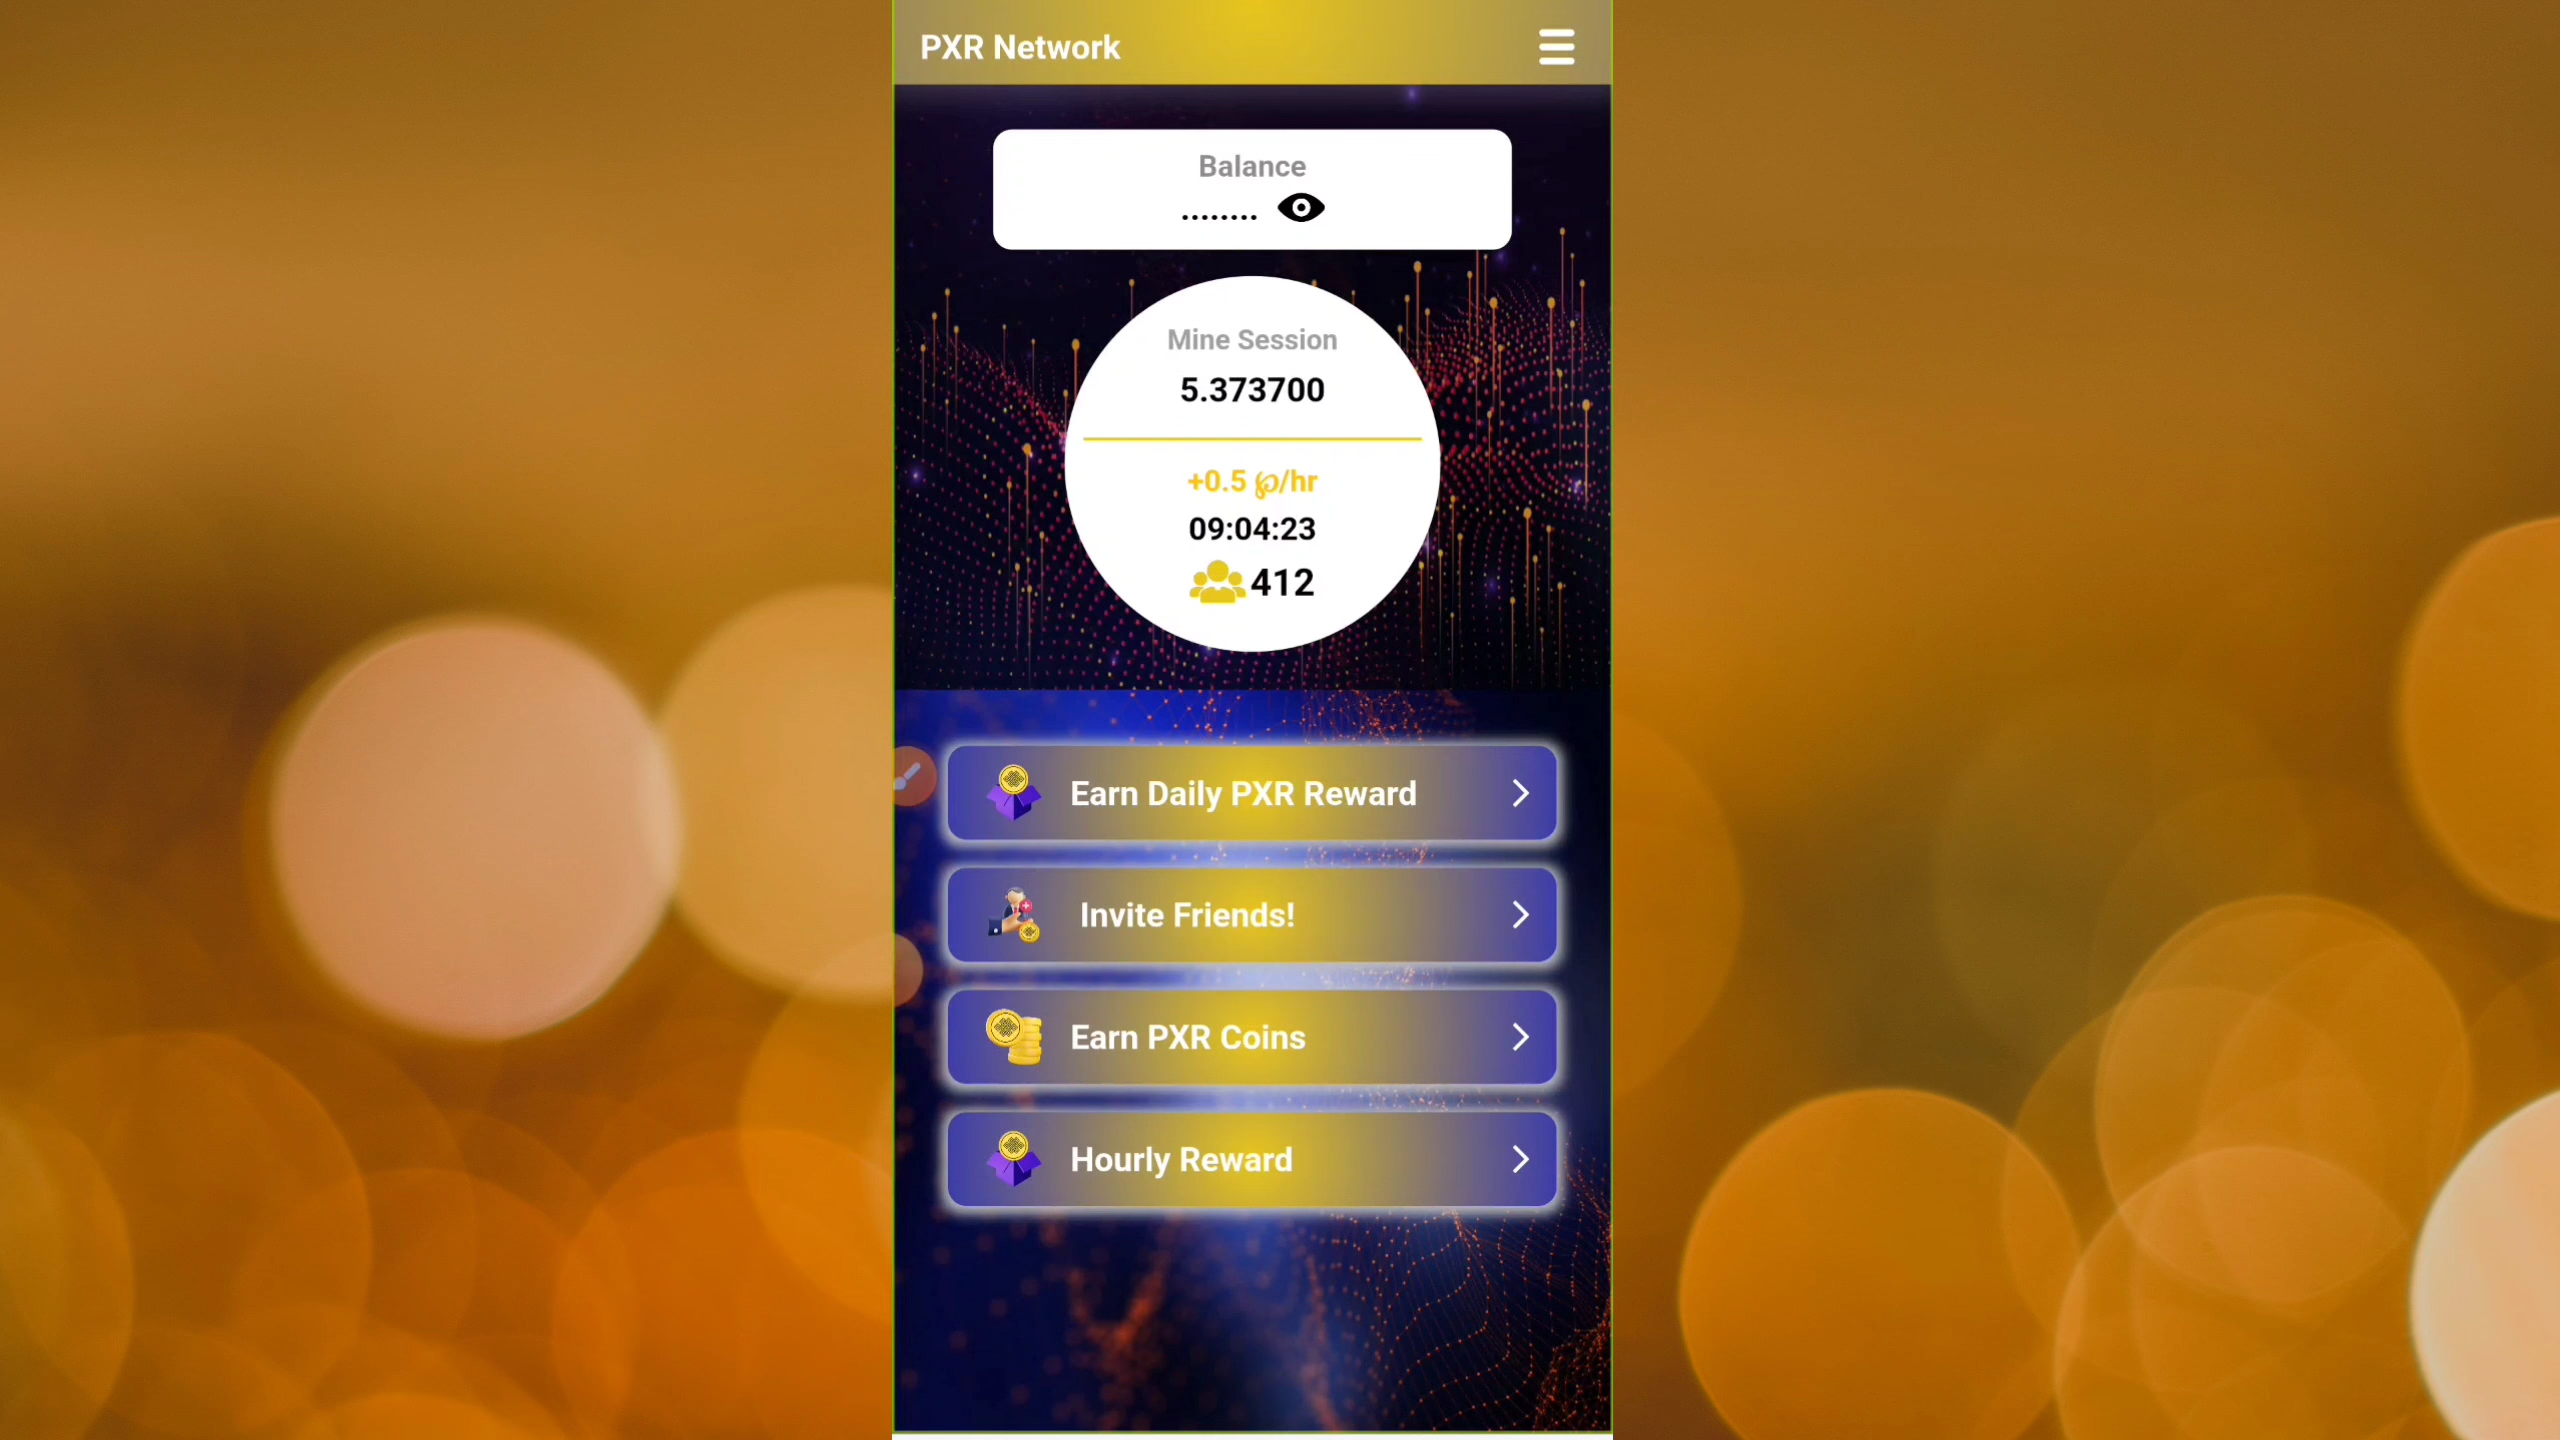 PXR Network
Balance
........
Mine Session
5.373700
+0.5 ℘/hr
09:04:23
412
Earn Daily PXR Reward
Invite Friends!
Earn PXR Coins
Hourly Reward